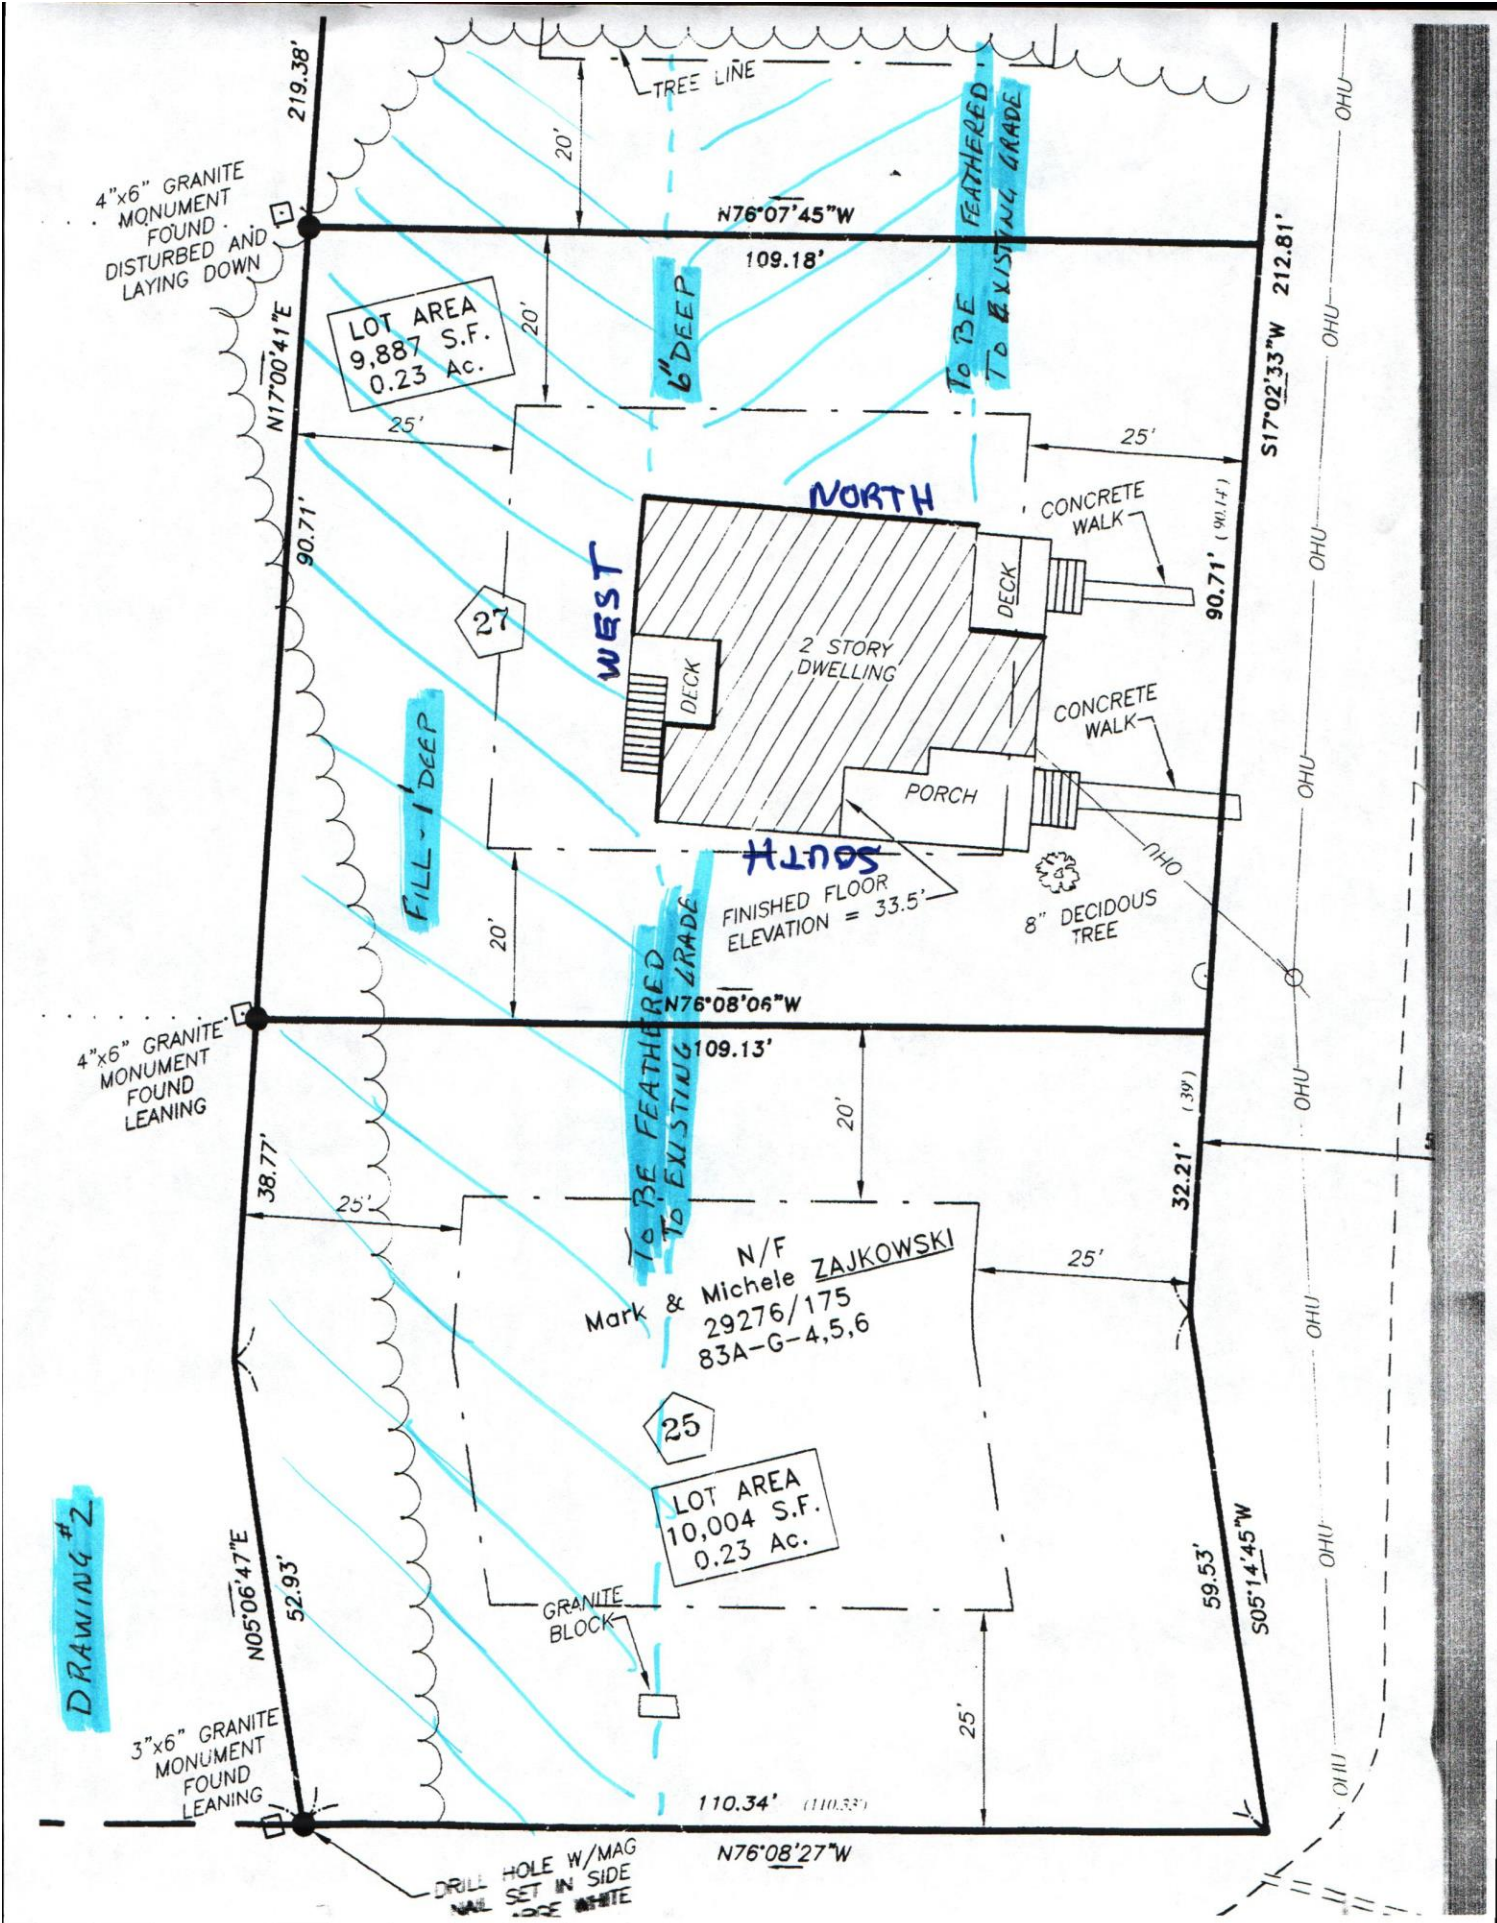 219.38'
TREE LINE
20'
TO BE FEATHERED
TO EXISTING GRADE
OHU
4"x6" GRANITE
MONUMENT
FOUND
DISTURBED AND
LAYING DOWN
N76°07'45"W
109.18'
212.81'
6" DEEP
LOT AREA
9,887 S.F.
0.23 Ac.
20'
N17°00'41"E
OHU
S17°02'33"W
25'
25'
NORTH
CONCRETE
WALK
(90.14')
90.71'
OHU
WEST
27
DECK
90.71'
2 STORY
DWELLING
DECK
CONCRETE
WALK
FILL - 1' DEEP
PORCH
OHU
SOUTH
OHU
FINISHED FLOOR
ELEVATION = 33.5'
8" DECIDOUS
TREE
20'
TO BE FEATHERED
TO EXISTING GRADE
N76°08'06"W
109.13'
4"x6" GRANITE
MONUMENT
FOUND
LEANING
20'
(39')
OHU
38.77'
32.21'
25'
N/F
Mark & Michele ZAJKOWSKI
29276/175
83A-G-4,5,6
25'
OHU
25
LOT AREA
10,004 S.F.
0.23 Ac.
DRAWING #2
N05°06'47"E
52.93'
GRANITE
BLOCK
59.53'
S05°14'45"W
OHU
25'
3"x6" GRANITE
MONUMENT
FOUND
LEANING
110.34' (110.33')
OHU
N76°08'27"W
DRILL HOLE W/MAG
NAIL SET IN SIDE
WHITE